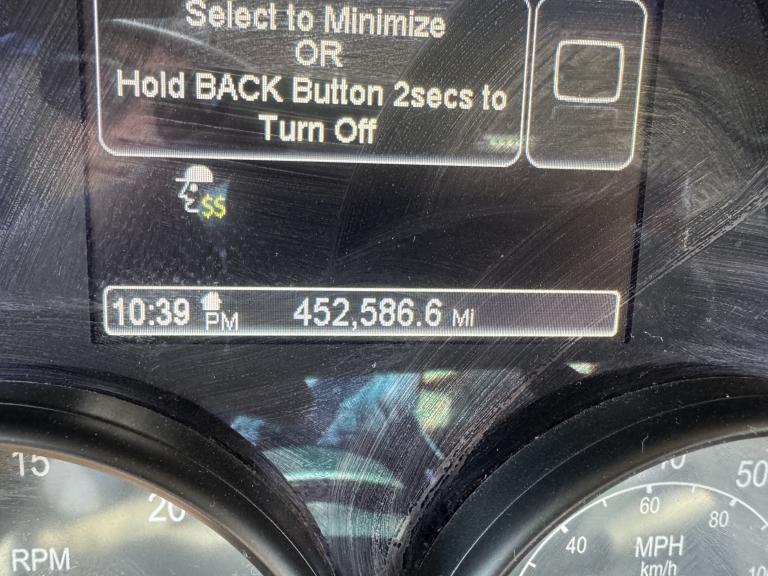 Select to Minimize
OR
Hold BACK Button 2secs to
Turn Off
$$
10:39 PM 452,586.6 Mi
15
20
RPM
50
60
80
40
MPH
km/h